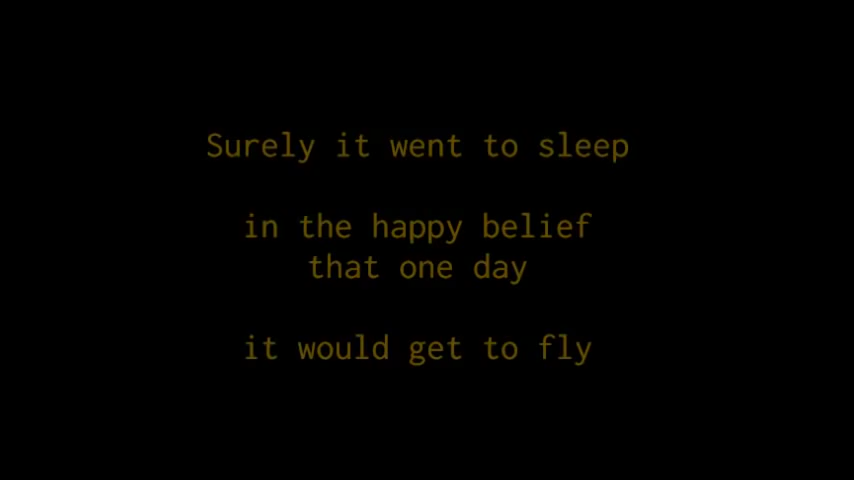 Surely it went to sleep
in the happy belief
that one day
it would get to fly